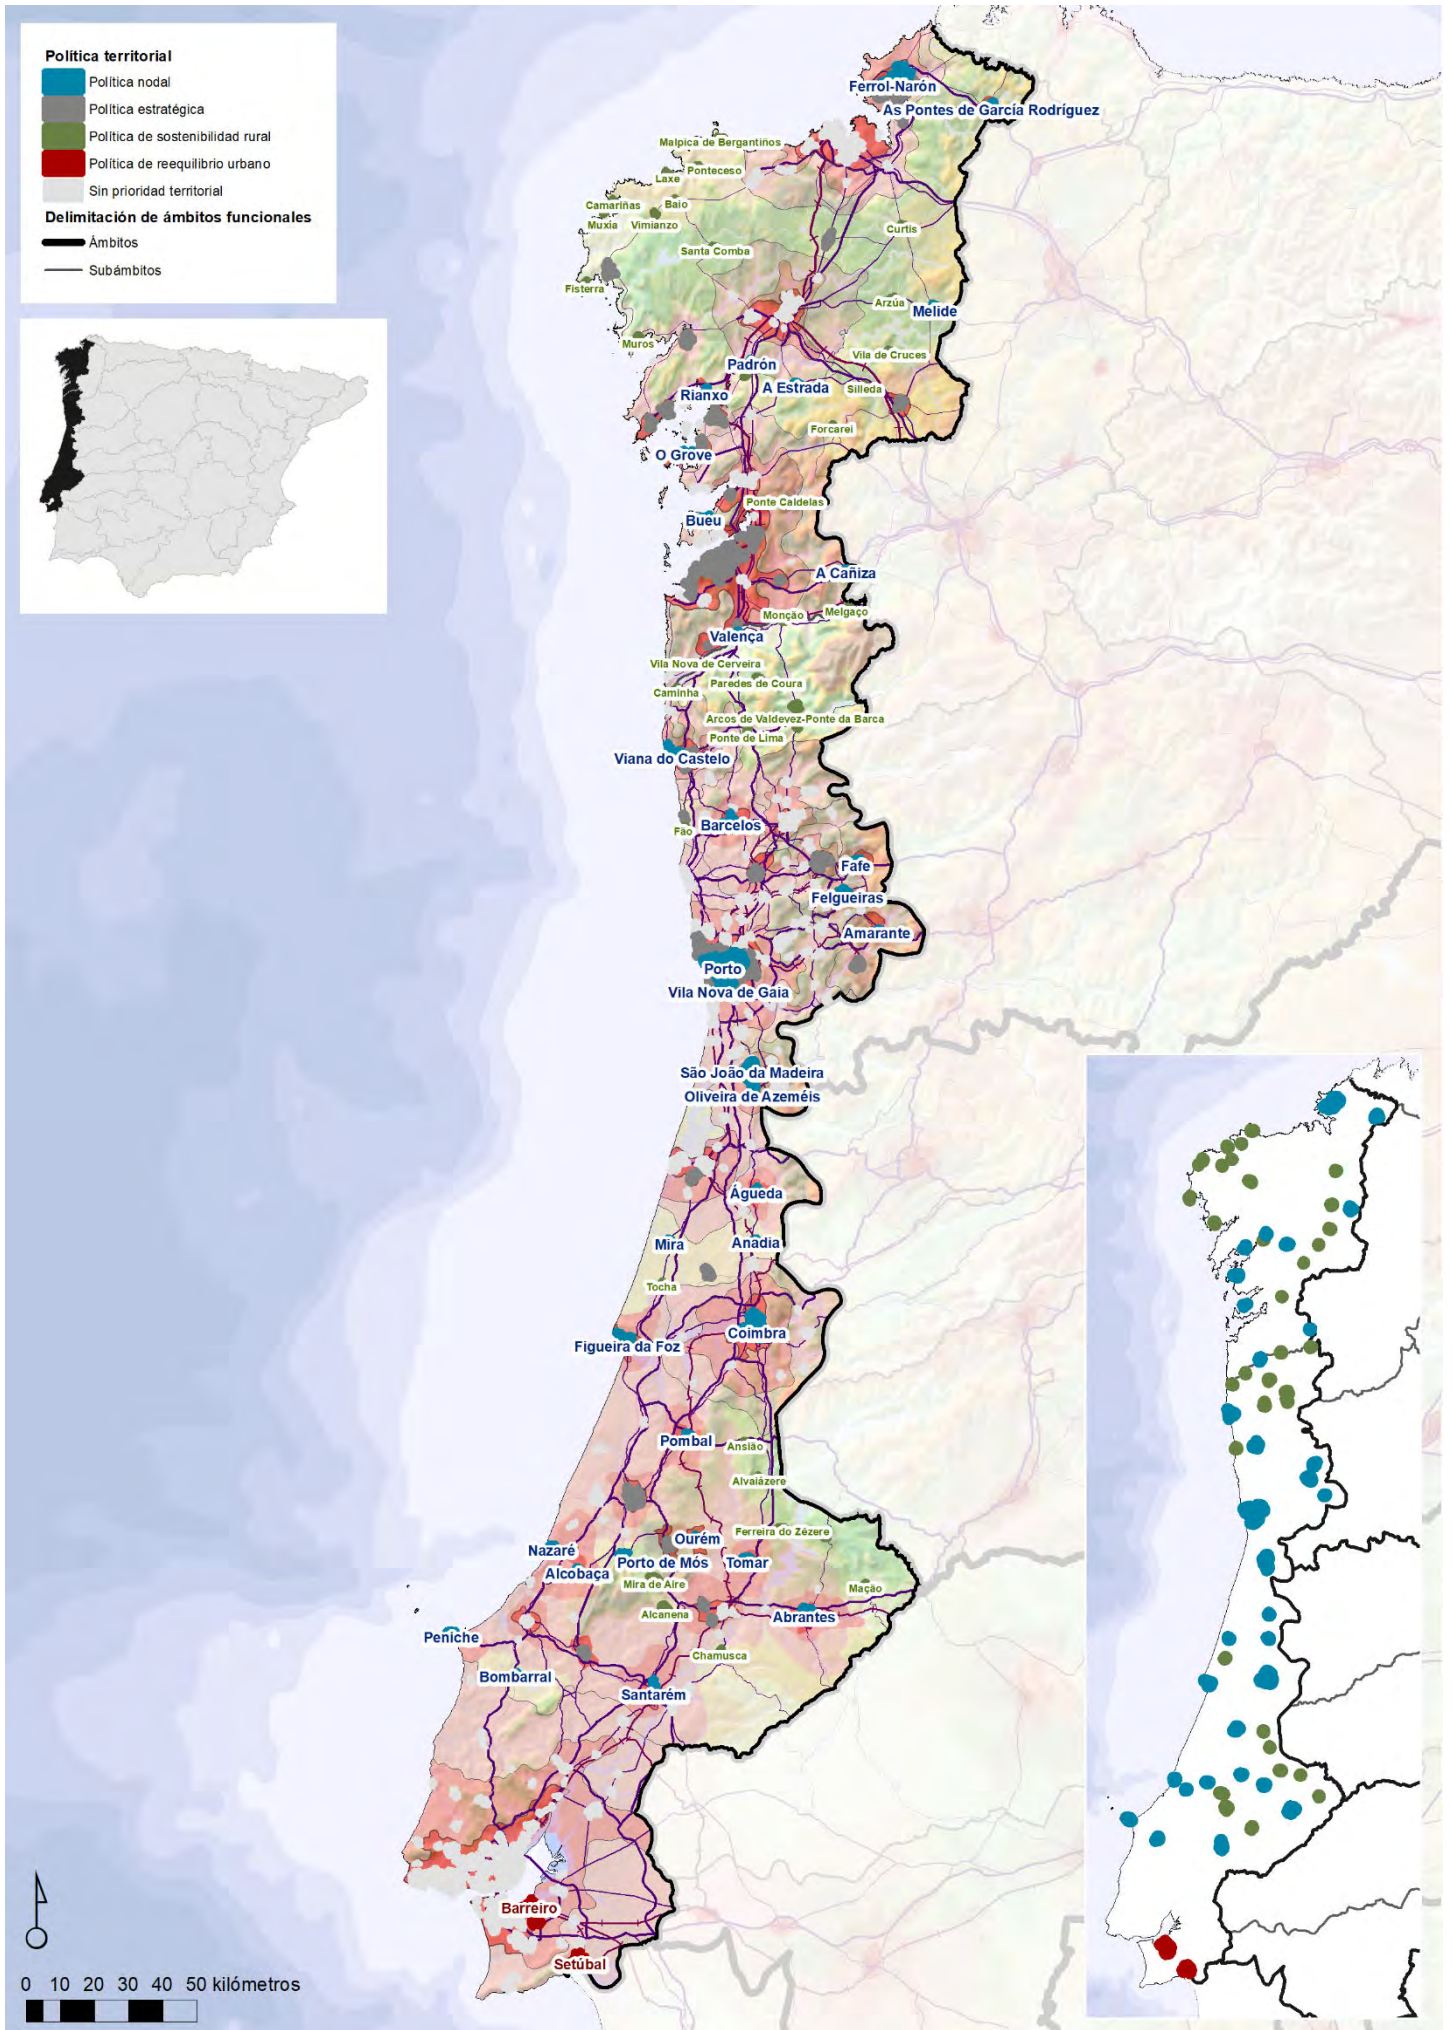 Política territorial
Política nodal
Política estratégica
Política de sostenibilidad rural
Política de reequilibrio urbano
Sin prioridad territorial
Delimitación de ámbitos funcionales
Ámbitos
Subámbitos
Ferrol-Narón
As Pontes de García Rodríguez
Malpica de Bergantiños
Ponteceso
Laxe
Camariñas
Baio
Muxia
Vimianzo
Curtis
Santa Comba
Fisterra
Arzúa
Melide
Muros
Vila de Cruces
Padrón
A Estrada
Silleda
Rianxo
Forcarei
O Grove
Ponte Caldelas
Bueu
A Cañiza
Monção
Melgaço
Valença
Vila Nova de Cerveira
Paredes de Coura
Caminha
Arcos de Valdevez-Ponte da Barca
Ponte de Lima
Viana do Castelo
Barcelos
Fão
Fafe
Felgueiras
Amarante
Porto
Vila Nova de Gaia
São João da Madeira
Oliveira de Azeméis
Águeda
Mira
Anadia
Tocha
Coimbra
Figueira da Foz
Pombal
Ansião
Alvaiázere
Ferreira do Zêzere
Ourém
Nazaré
Porto de Mós
Tomar
Alcobaça
Mira de Aire
Mação
Alcanena
Abrantes
Peniche
Chamusca
Bombarral
Santarém
Barreiro
Setúbal
0 10 20 30 40 50 kilómetros